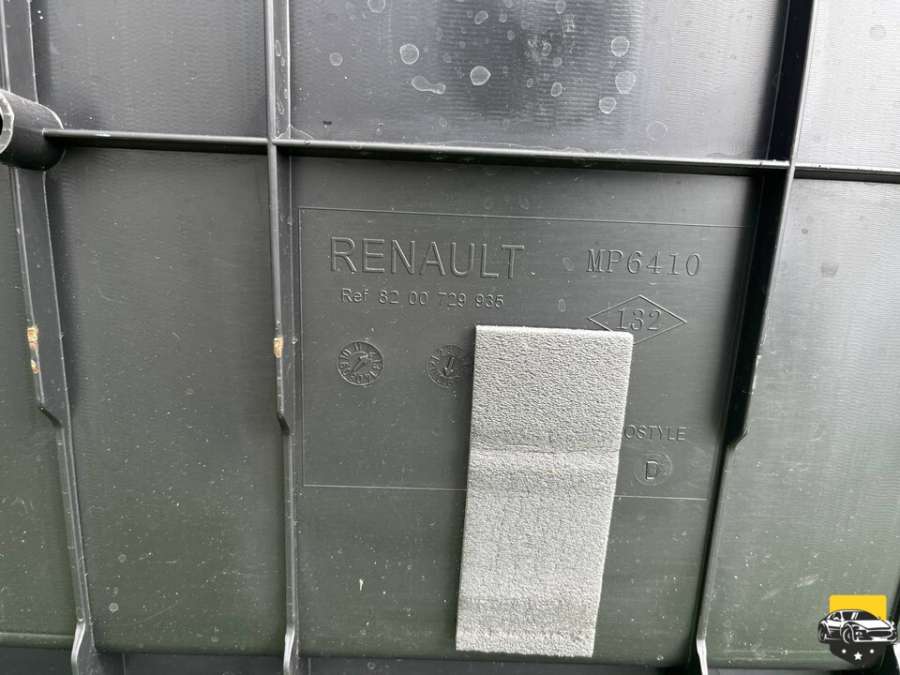 RENAULT MP6410
Ref 82 00 729 935
132
OSTYLE
D